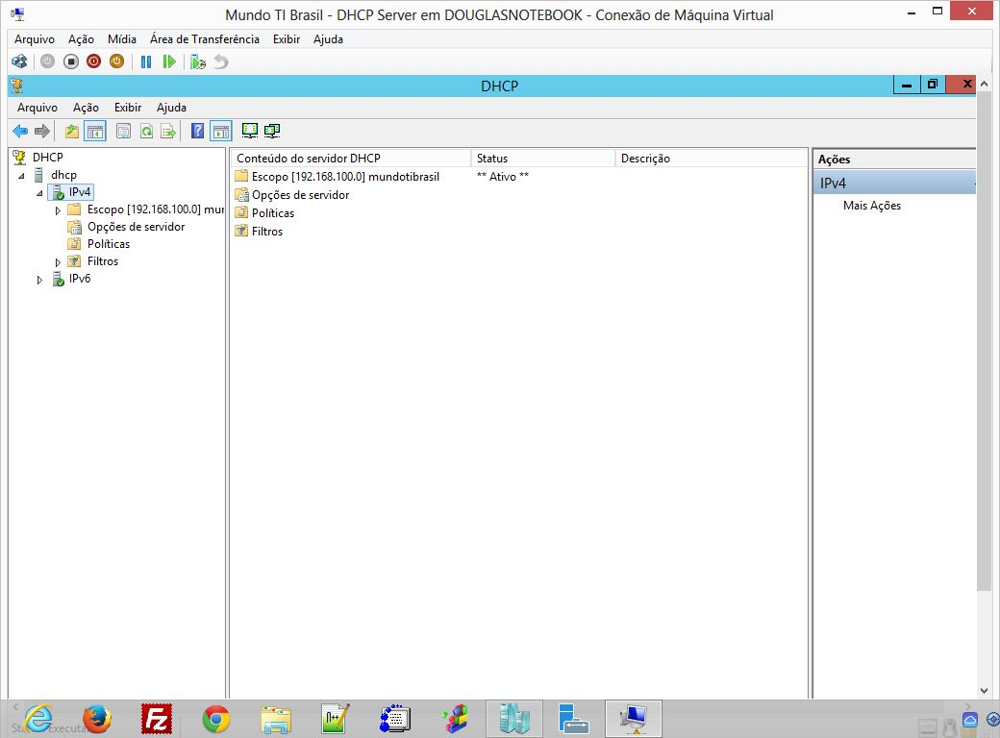 Mundo TI Brasil - DHCP Server em DOUGLASNOTEBOOK - Conexão de Máquina Virtual
Arquivo Ação Mídia Área de Transferência Exibir Ajuda
DHCP
Arquivo Ação Exibir Ajuda
DHCP
dhcp
IPv4
Escopo [192.168.100.0] mur
Opções de servidor
Políticas
Filtros
IPv6
Conteúdo do servidor DHCP Status Descrição
Escopo [192.168.100.0] mundotibrasil ** Ativo **
Opções de servidor
Políticas
Filtros
Ações
IPv4
Mais Ações